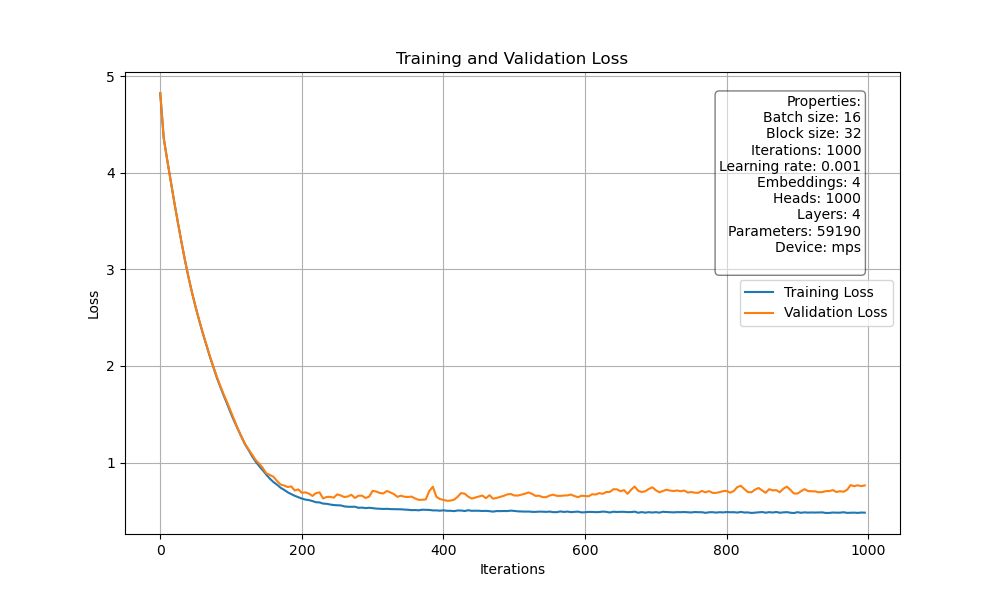 Training and Validation Loss
5
4
3
2
1
Loss
Properties:
Batch size: 16
Block size: 32
Iterations: 1000
Learning rate: 0.001
Embeddings: 4
Heads: 1000
Layers: 4
Parameters: 59190
Device: mps
Training Loss
Validation Loss
0 200 400 600 800 1000
Iterations